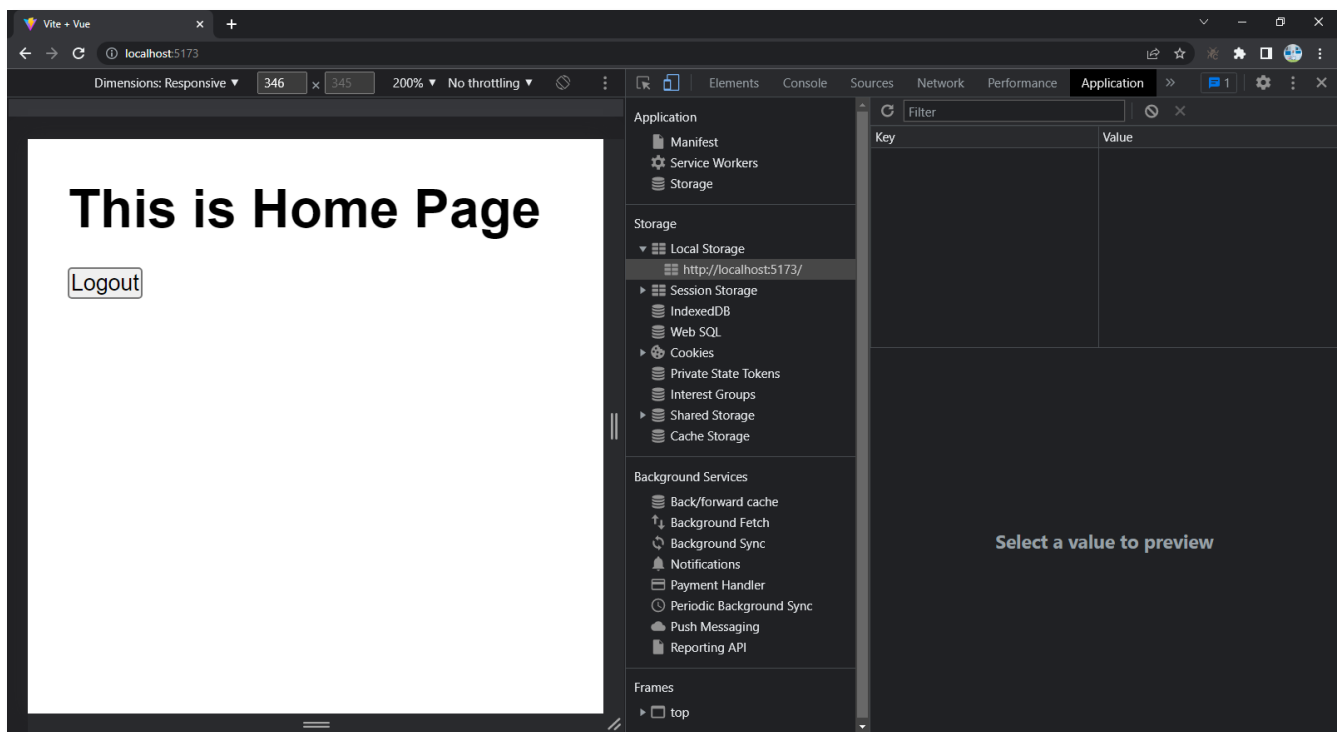 Vite + Vue
localhost:5173
Dimensions: Responsive ▼ 346 × 345 200% ▼ No throttling ▼
Elements Console Sources Network Performance Application » 1
Application
Manifest
Service Workers
Storage
Storage
Local Storage
http://localhost:5173/
Session Storage
IndexedDB
Web SQL
Cookies
Private State Tokens
Interest Groups
Shared Storage
Cache Storage
Background Services
Back/forward cache
Background Fetch
Background Sync
Notifications
Payment Handler
Periodic Background Sync
Push Messaging
Reporting API
Frames
top
Filter
Key Value
Select a value to preview
This is Home Page
Logout